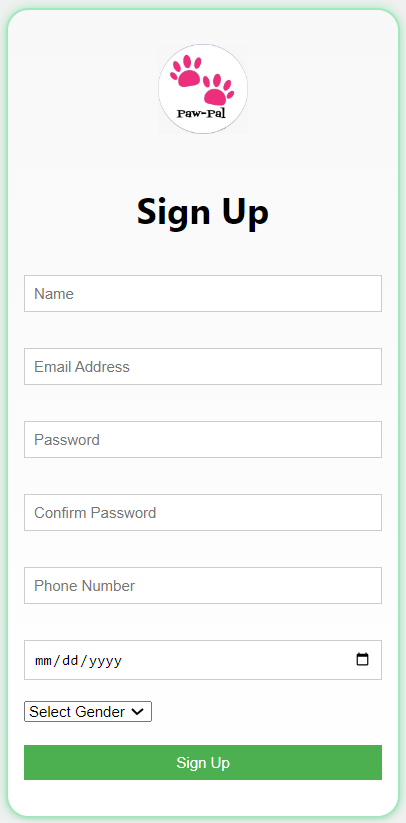 Paw-Pal
Sign Up
Name
Email Address
Password
Confirm Password
Phone Number
mm/dd/yyyy
Select Gender
Sign Up